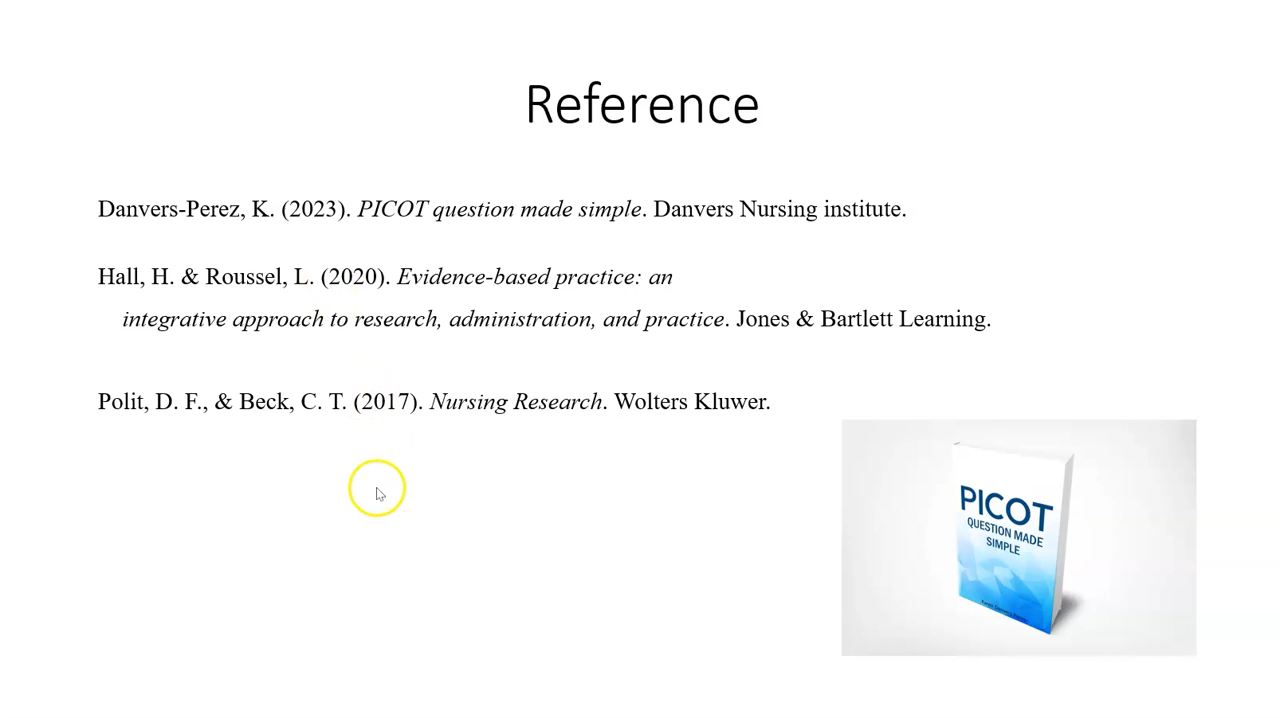 Reference
Danvers-Perez, K. (2023). PICOT question made simple. Danvers Nursing institute.
Hall, H. & Roussel, L. (2020). Evidence-based practice: an
integrative approach to research, administration, and practice. Jones & Bartlett Learning.
Polit, D. F., & Beck, C. T. (2017). Nursing Research. Wolters Kluwer.
PICOT
QUESTION MADE
SIMPLE